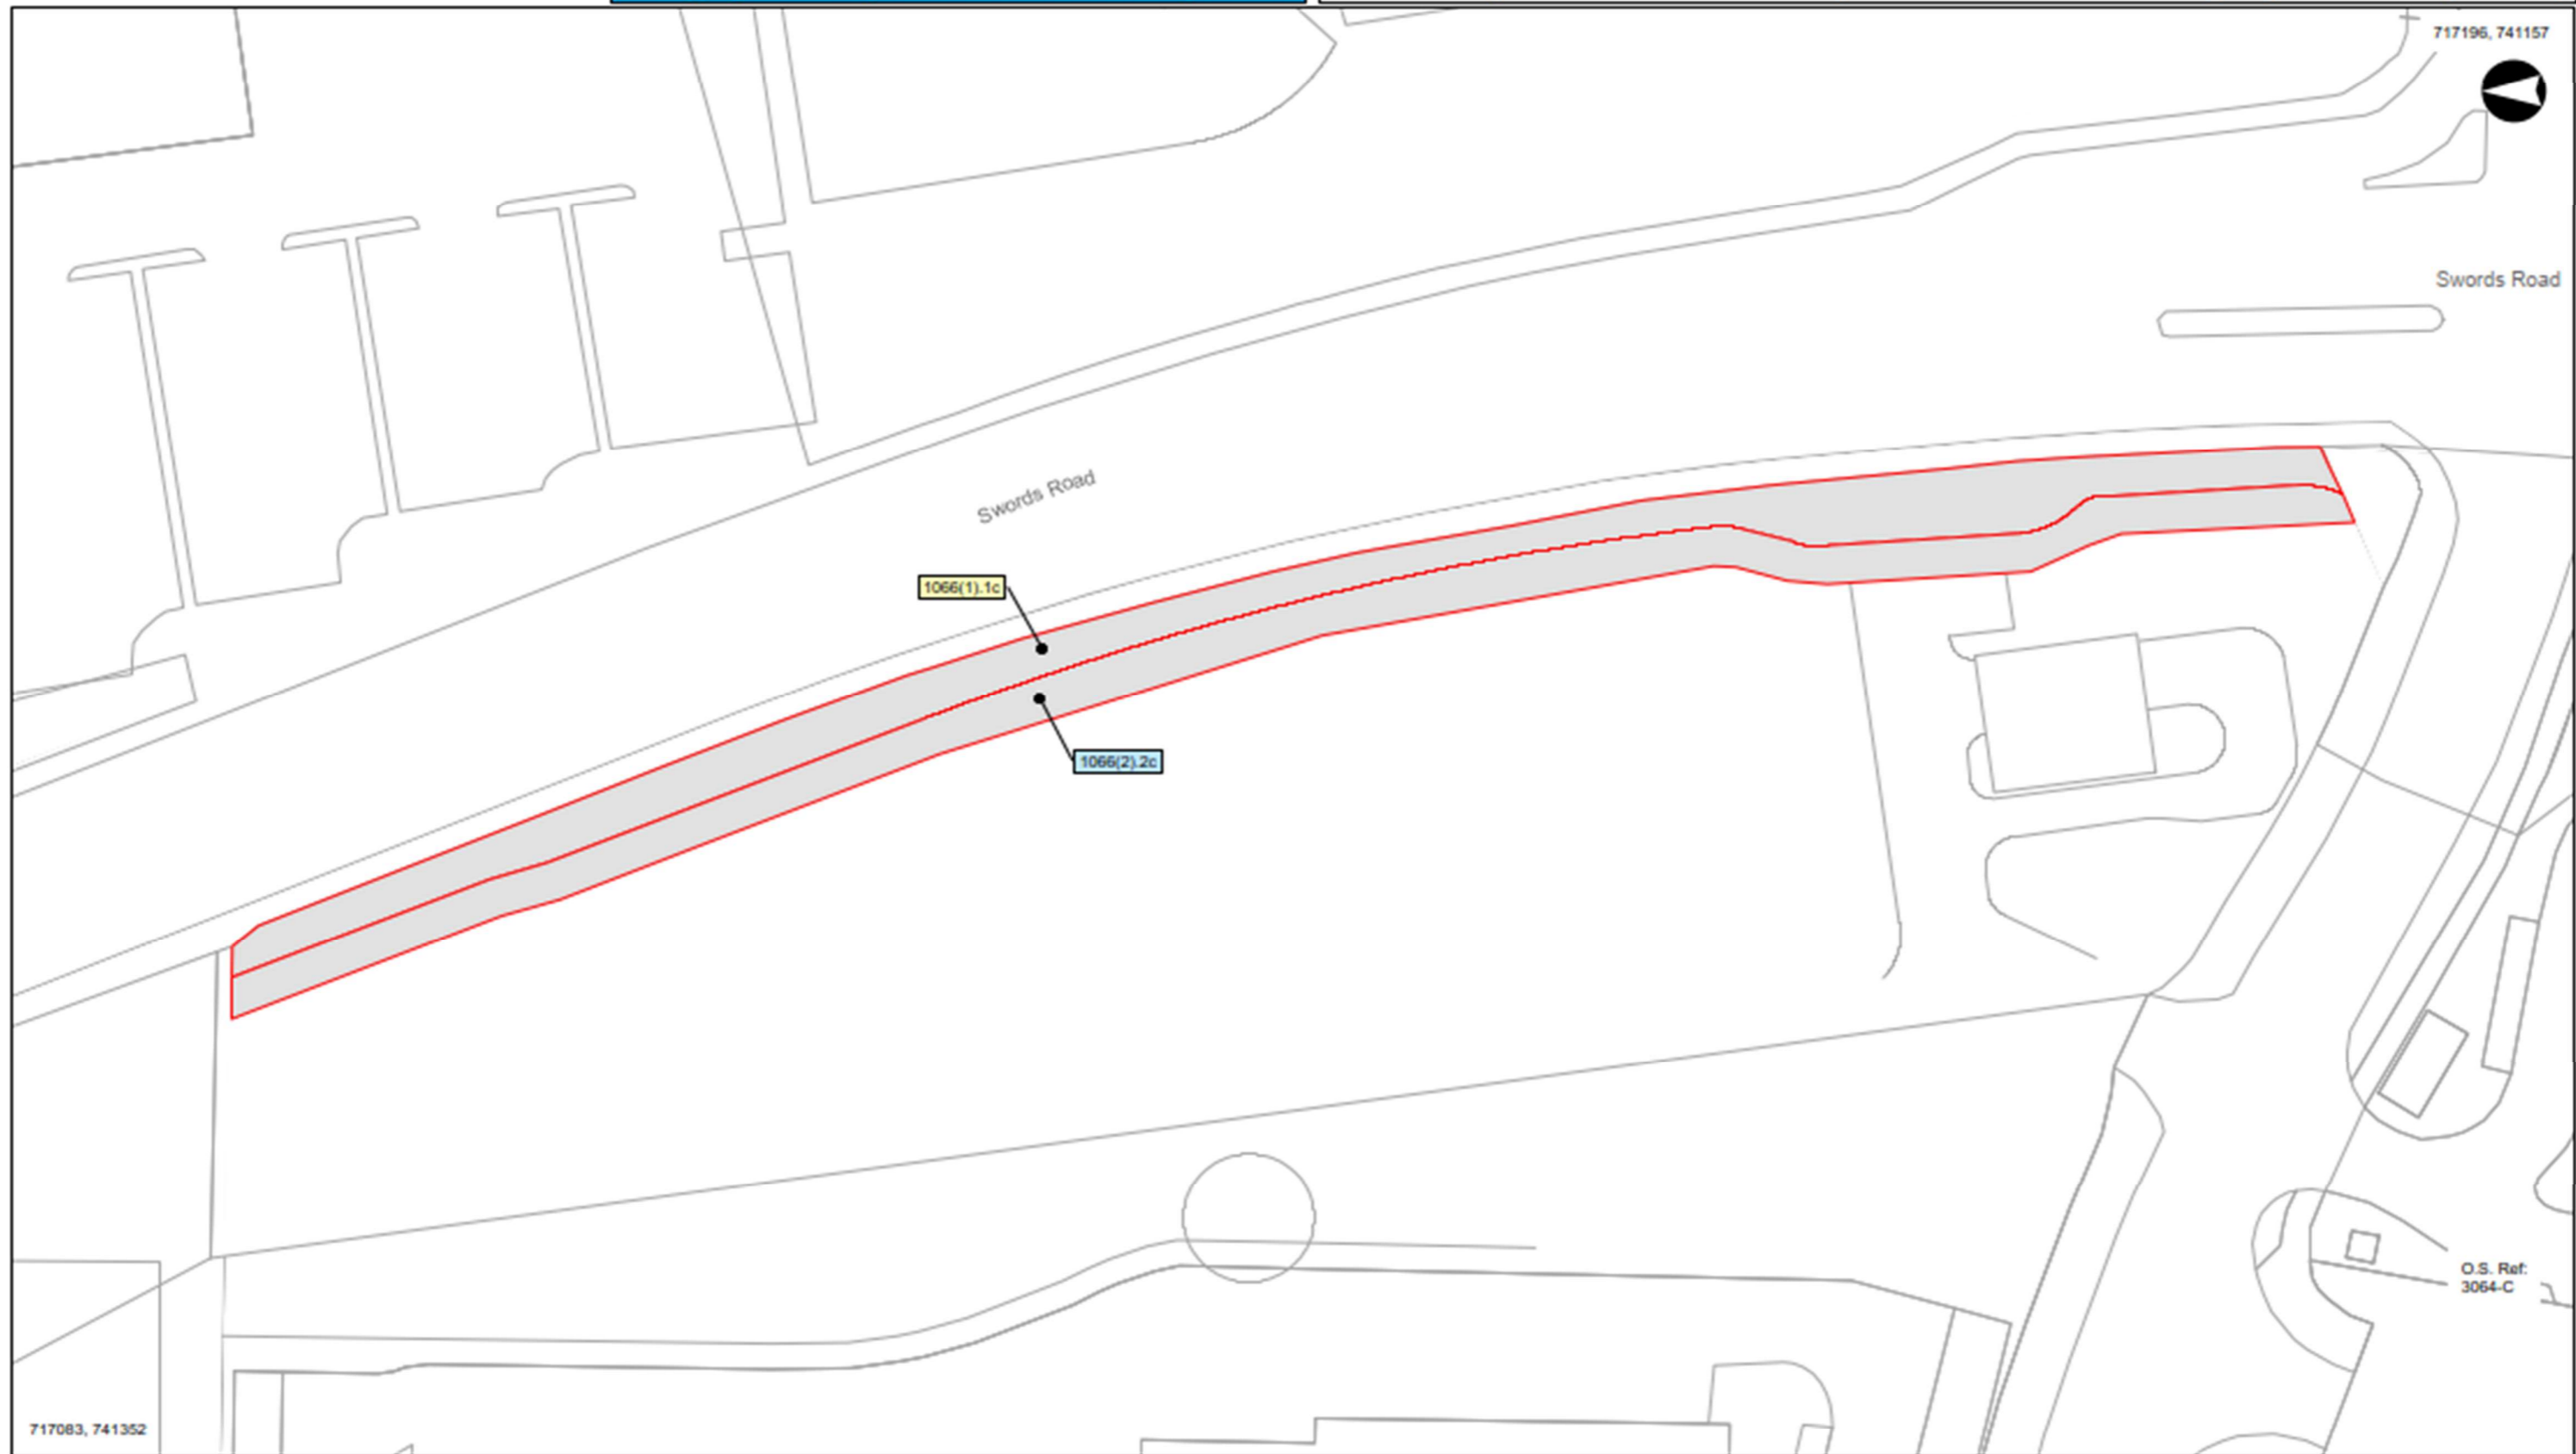 717196, 741157
Swords Road
Swords Road
1066(1).1c
1066(2).2c
O.S. Ref:
3064-C
717083, 741352